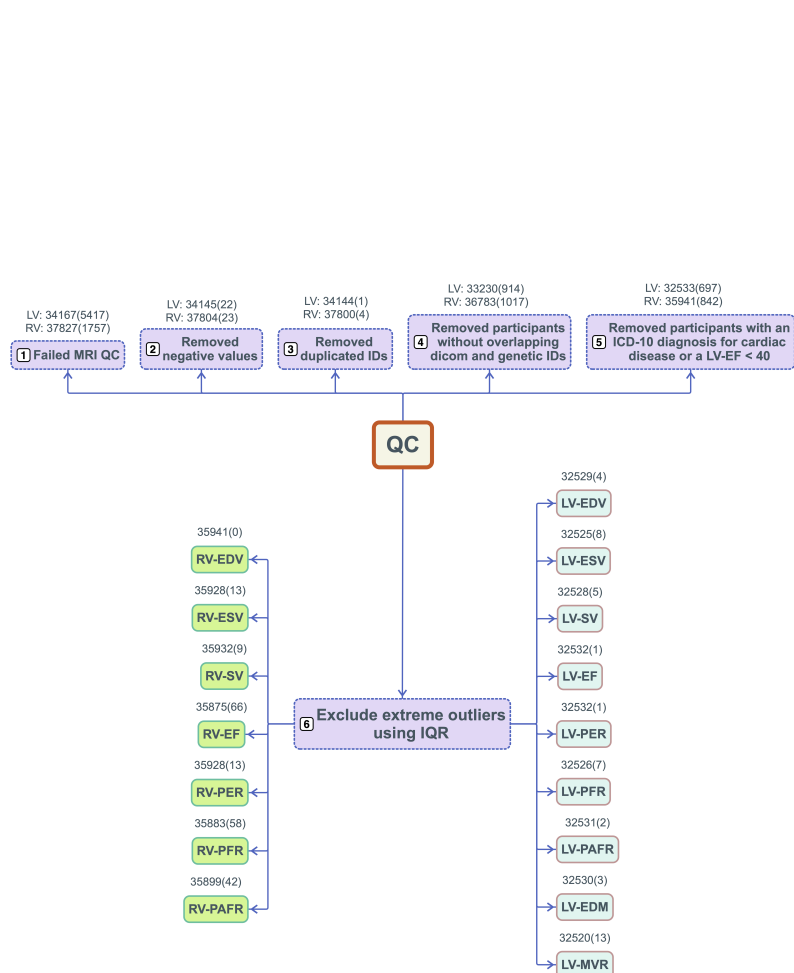 LV: 34167(5417)
RV: 37827(1757)
1 Failed MRI QC
LV: 34145(22)
RV: 37804(23)
2 Removed
negative values
LV: 34144(1)
RV: 37800(4)
3 Removed
duplicated IDs
LV: 33230(914)
RV: 36783(1017)
4 Removed participants
without overlapping
dicom and genetic IDs
LV: 32533(697)
RV: 35941(842)
5 Removed participants with an
ICD-10 diagnosis for cardiac
disease or a LV-EF < 40
QC
35941(0)
RV-EDV
35928(13)
RV-ESV
35932(9)
RV-SV
35875(66)
RV-EF
35928(13)
RV-PER
35883(58)
RV-PFR
35899(42)
RV-PAFR
6 Exclude extreme outliers
using IQR
32529(4)
LV-EDV
32525(8)
LV-ESV
32528(5)
LV-SV
32532(1)
LV-EF
32532(1)
LV-PER
32526(7)
LV-PFR
32531(2)
LV-PAFR
32530(3)
LV-EDM
32520(13)
LV-MVR